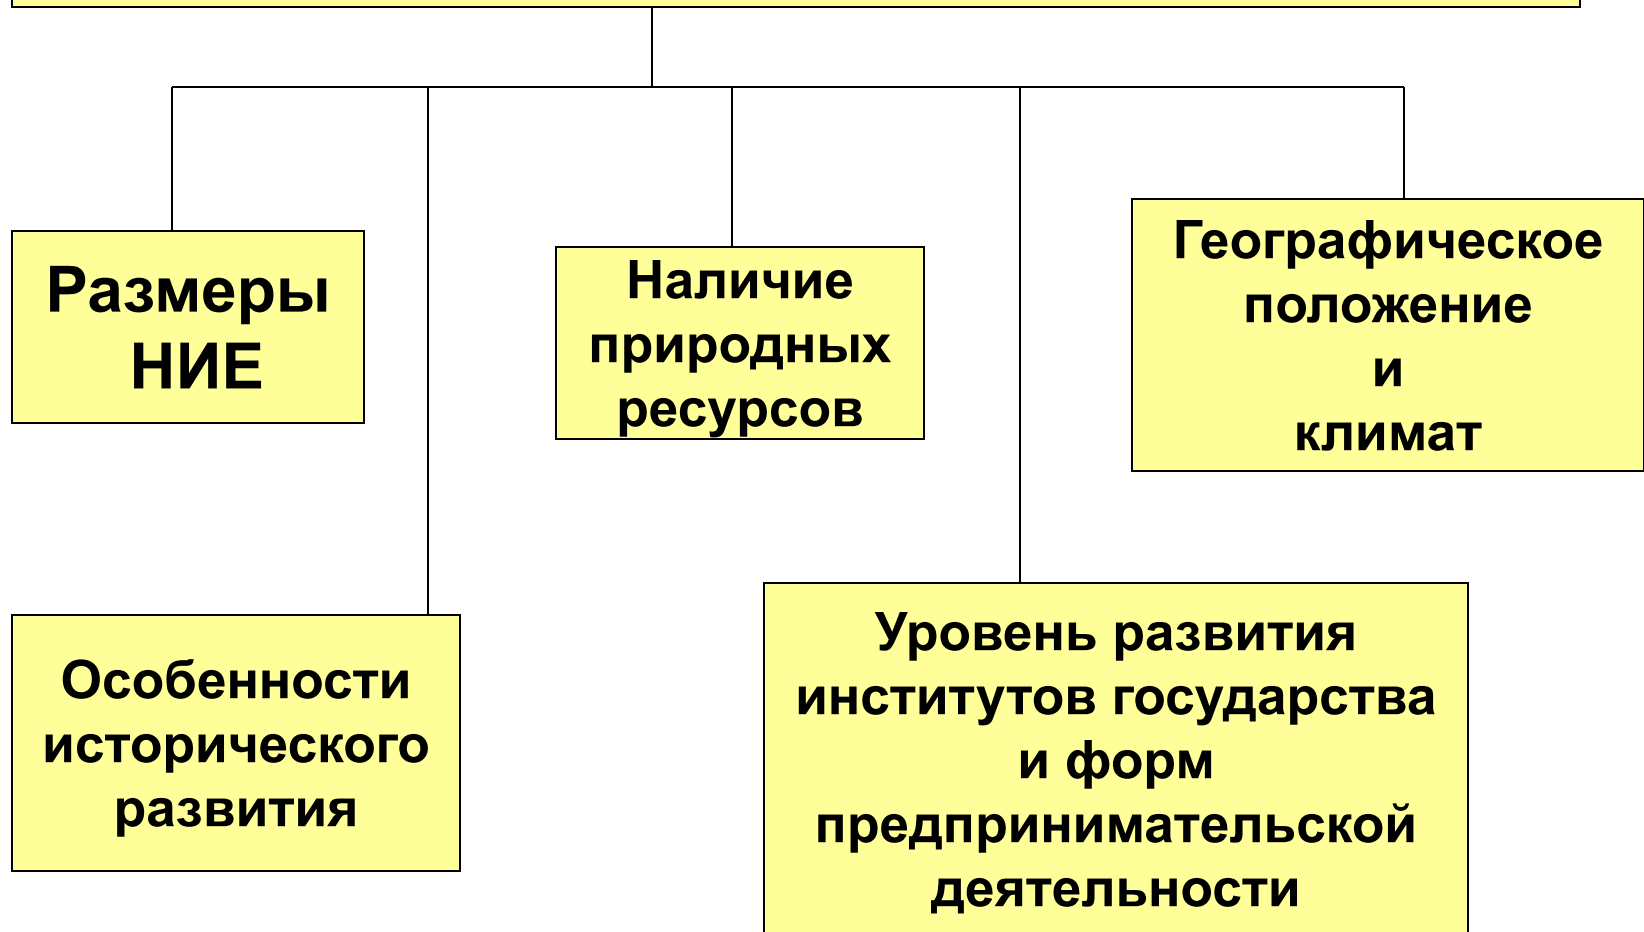 Размеры
НИЕ
Наличие
природных
ресурсов
Географическое
положение
и
климат
Особенности
исторического
развития
Уровень развития
институтов государства
и форм
предпринимательской
деятельности